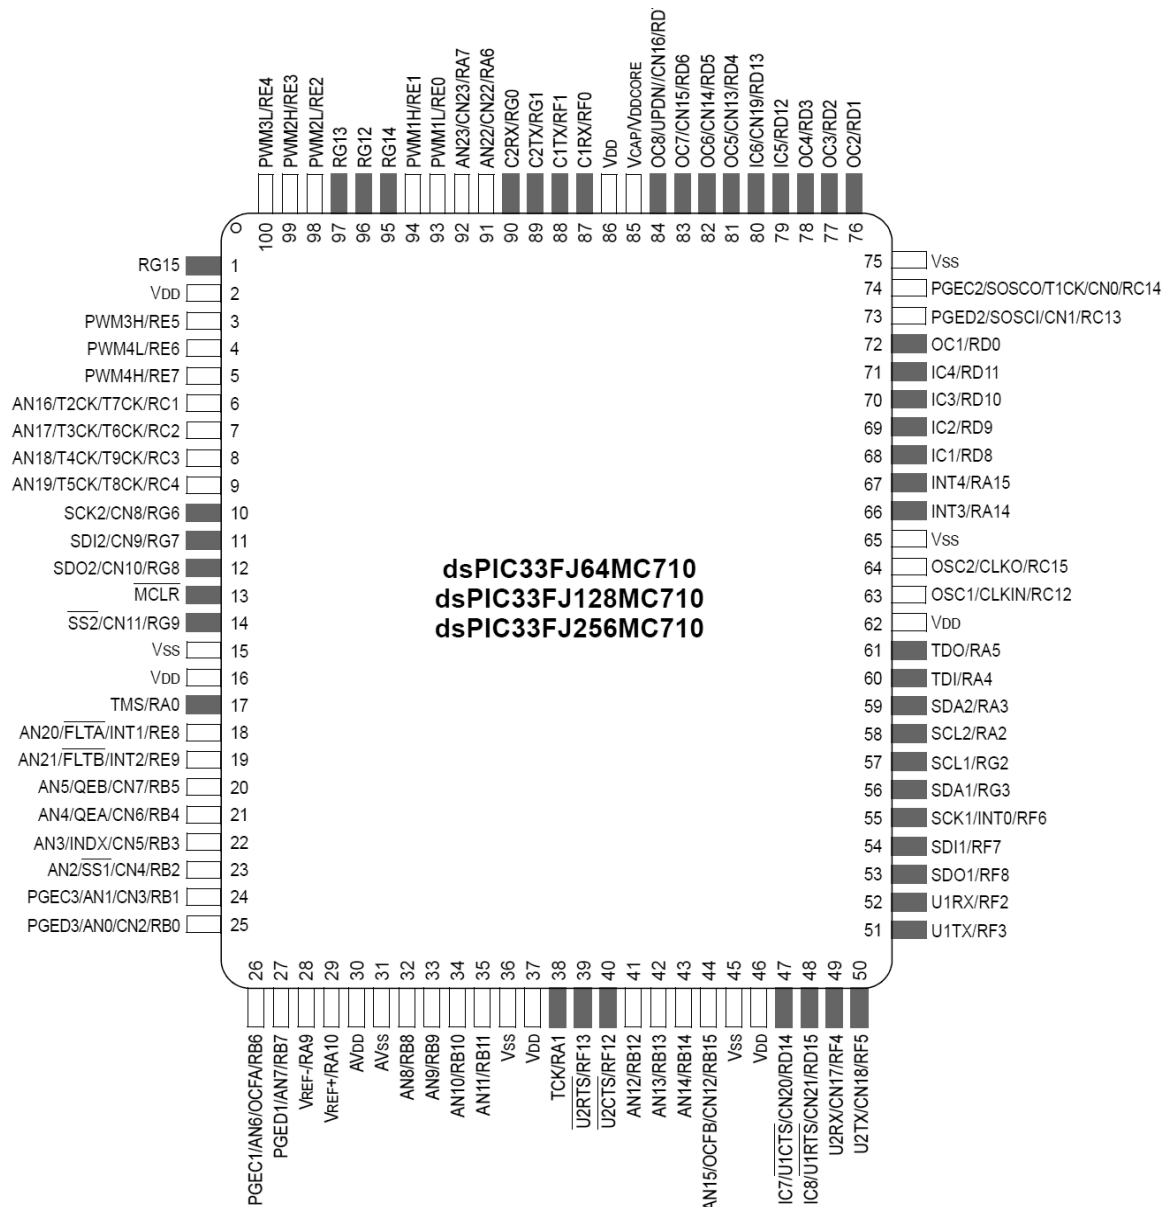 PWM3L/RE4
PWM2H/RE3
PWM2L/RE2
RG13
RG12
RG14
PWM1H/RE1
PWM1L/RE0
AN23/CN23/RA7
AN22/CN22/RA6
C2RX/RG0
C2TX/RG1
C1TX/RF1
C1RX/RF0
VDD
VCAP/VDDCORE
OC8/UPDN//CN16/RD
OC7/CN15/RD6
OC6/CN14/RD5
OC5/CN13/RD4
IC6/CN19/RD13
IC5/RD12
OC4/RD3
OC3/RD2
OC2/RD1
100
99
98
97
96
95
94
93
92
91
90
89
88
87
86
85
84
83
82
81
80
79
78
77
76
RG15 1
VDD 2
PWM3H/RE5 3
PWM4L/RE6 4
PWM4H/RE7 5
AN16/T2CK/T7CK/RC1 6
AN17/T3CK/T6CK/RC2 7
AN18/T4CK/T9CK/RC3 8
AN19/T5CK/T8CK/RC4 9
SCK2/CN8/RG6 10
SDI2/CN9/RG7 11
SDO2/CN10/RG8 12
MCLR 13
SS2/CN11/RG9 14
VSS 15
VDD 16
TMS/RA0 17
AN20/FLTA/INT1/RE8 18
AN21/FLTB/INT2/RE9 19
AN5/QEB/CN7/RB5 20
AN4/QEA/CN6/RB4 21
AN3/INDX/CN5/RB3 22
AN2/SS1/CN4/RB2 23
PGEC3/AN1/CN3/RB1 24
PGED3/AN0/CN2/RB0 25
dsPIC33FJ64MC710
dsPIC33FJ128MC710
dsPIC33FJ256MC710
75 VSS
74 PGEC2/SOSCO/T1CK/CN0/RC14
73 PGED2/SOSCI/CN1/RC13
72 OC1/RD0
71 IC4/RD11
70 IC3/RD10
69 IC2/RD9
68 IC1/RD8
67 INT4/RA15
66 INT3/RA14
65 VSS
64 OSC2/CLKO/RC15
63 OSC1/CLKIN/RC12
62 VDD
61 TDO/RA5
60 TDI/RA4
59 SDA2/RA3
58 SCL2/RA2
57 SCL1/RG2
56 SDA1/RG3
55 SCK1/INT0/RF6
54 SDI1/RF7
53 SDO1/RF8
52 U1RX/RF2
51 U1TX/RF3
26
27
28
29
30
31
32
33
34
35
36
37
38
39
40
41
42
43
44
45
46
47
48
49
50
PGEC1/AN6/OCFA/RB6
PGED1/AN7/RB7
VREF-/RA9
VREF+/RA10
AVDD
AVSS
AN8/RB8
AN9/RB9
AN10/RB10
AN11/RB11
VSS
VDD
TCK/RA1
U2RTS/RF13
U2CTS/RF12
AN12/RB12
AN13/RB13
AN14/RB14
AN15/OCFB/CN12/RB15
VSS
VDD
IC7/U1CTS/CN20/RD14
IC8/U1RTS/CN21/RD15
U2RX/CN17/RF4
U2TX/CN18/RF5